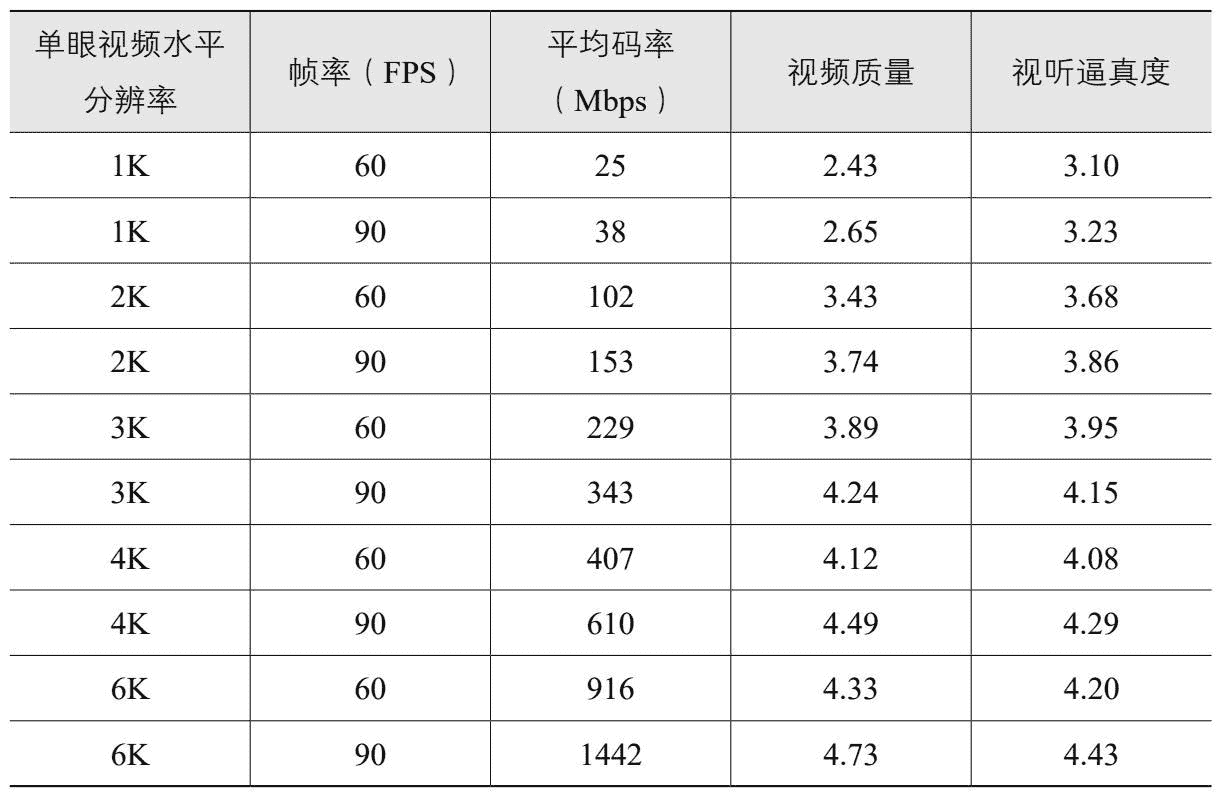 单眼视频水平分辨率 帧率（FPS） 平均码率（Mbps） 视频质量 视听逼真度
1K 60 25 2.43 3.10
1K 90 38 2.65 3.23
2K 60 102 3.43 3.68
2K 90 153 3.74 3.86
3K 60 229 3.89 3.95
3K 90 343 4.24 4.15
4K 60 407 4.12 4.08
4K 90 610 4.49 4.29
6K 60 916 4.33 4.20
6K 90 1442 4.73 4.43